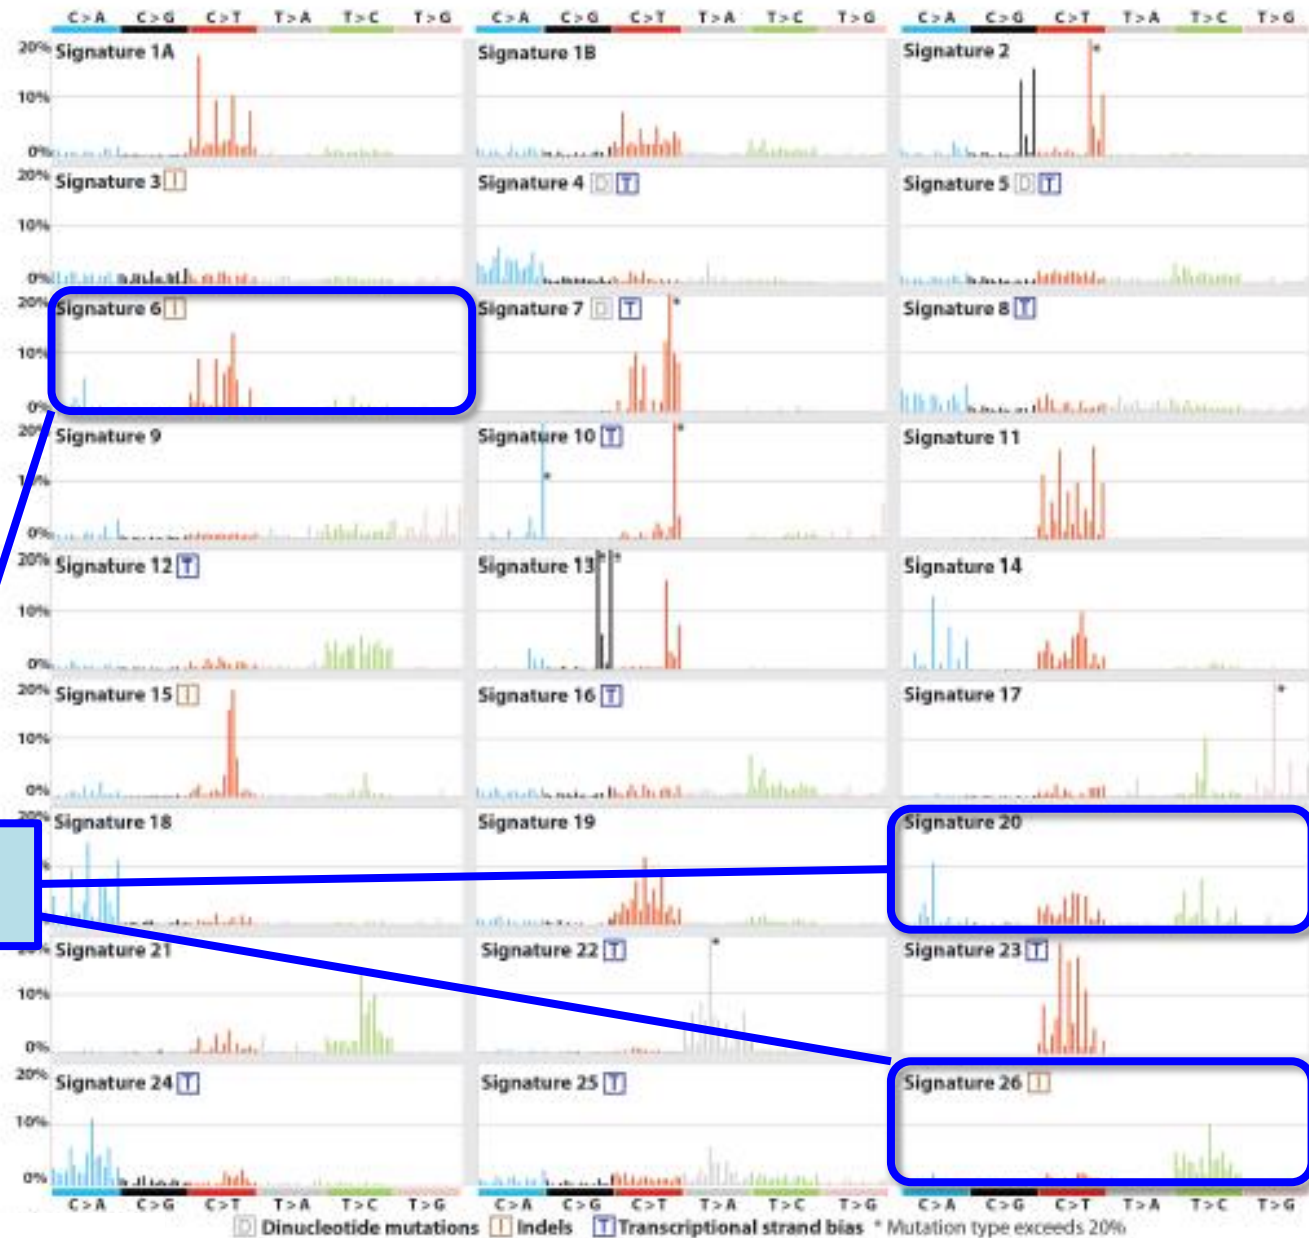 C>A C>G C>T T>A T>C T>G C>A C>G C>T T>A T>C T>G C>A C>G C>T T>A T>C T>G
20% Signature 1A Signature 1B Signature 2 *
10%
0%
20% Signature 3 I Signature 4 D T Signature 5 D T
10%
0%
20% Signature 6 I Signature 7 D T * Signature 8 T
10%
0%
20% Signature 9 Signature 10 T * Signature 11
10% *
0%
20% Signature 12 T Signature 13 * * Signature 14
10%
0%
20% Signature 15 I Signature 16 T Signature 17 *
10%
0%
20% Signature 18 Signature 19 Signature 20
Signature 21 Signature 22 T * Signature 23 T
10%
0%
20% Signature 24 T Signature 25 T Signature 26 I
10%
0%
C>A C>G C>T T>A T>C T>G C>A C>G C>T T>A T>C T>G C>A C>G C>T T>A T>C T>G
D Dinucleotide mutations I Indels T Transcriptional strand bias * Mutation type exceeds 20%